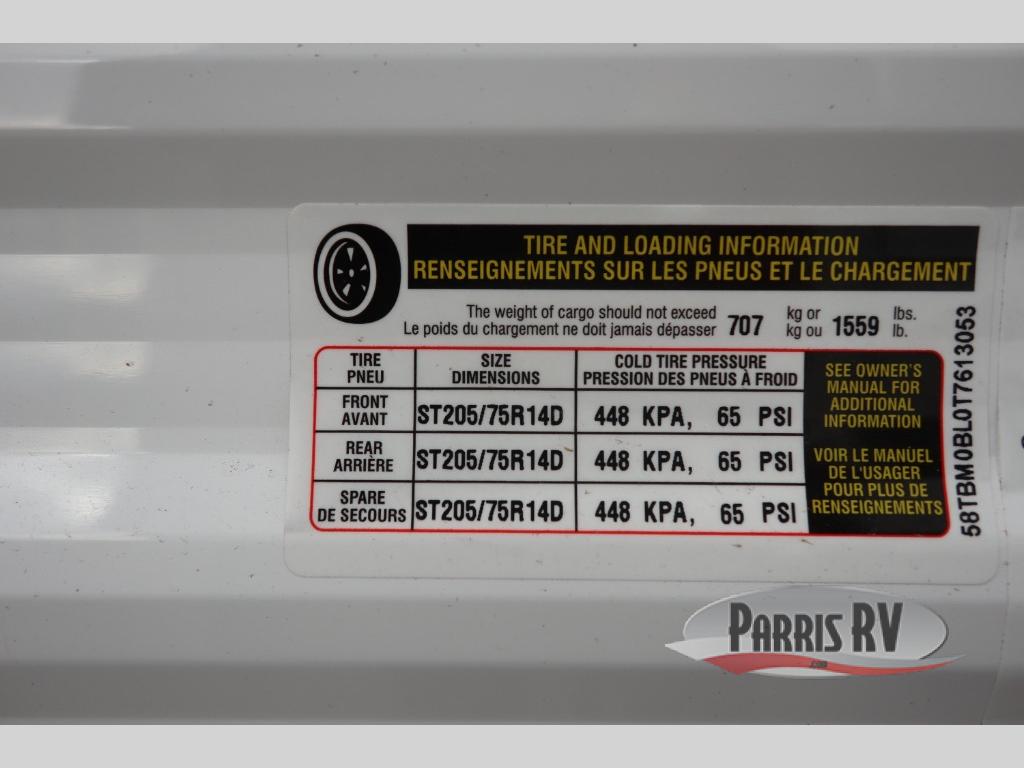 TIRE AND LOADING INFORMATION
RENSEIGNEMENTS SUR LES PNEUS ET LE CHARGEMENT
The weight of cargo should not exceed
Le poids du chargement ne doit jamais dépasser
707
kg or
kg ou
1559
lbs.
lb.
TIRE
PNEU
SIZE
DIMENSIONS
COLD TIRE PRESSURE
PRESSION DES PNEUS À FROID
FRONT
AVANT
ST205/75R14D
448 KPA, 65 PSI
REAR
ARRIÈRE
ST205/75R14D
448 KPA, 65 PSI
SPARE
DE SECOURS
ST205/75R14D
448 KPA, 65 PSI
SEE OWNER'S
MANUAL FOR
ADDITIONAL
INFORMATION
VOIR LE MANUEL
DE L'USAGER
POUR PLUS DE
RENSEIGNEMENTS
58TBM0BL0T7613053
PARRIS RV
.com